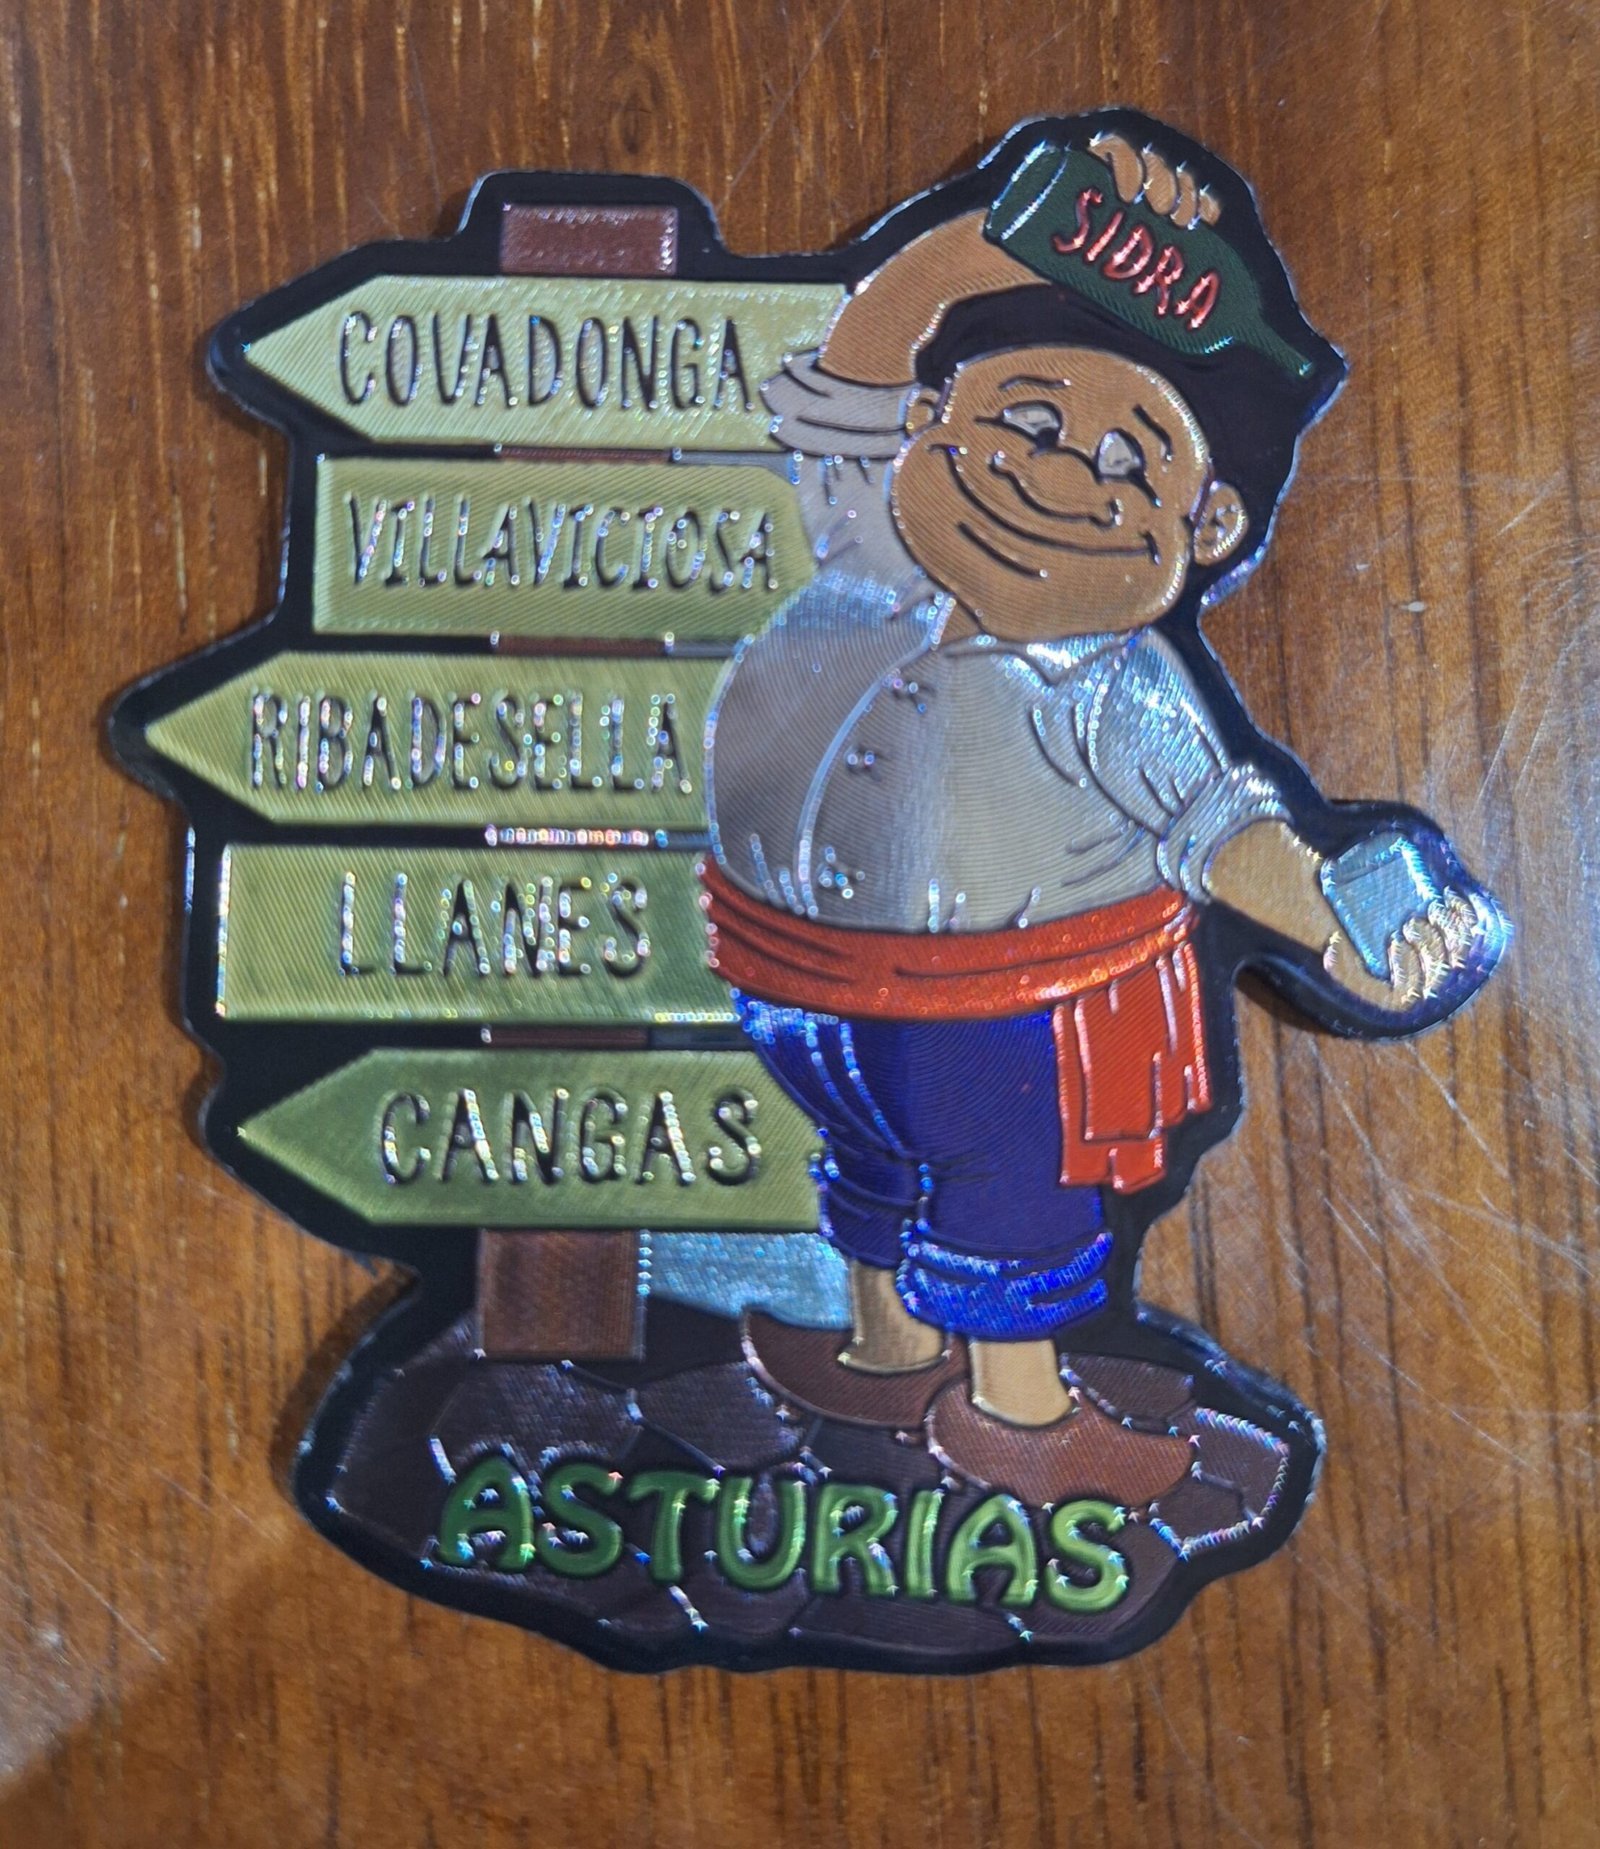 SIDRA
COVADONGA
VILLAVICIOSA
RIBADESELLA
LLANES
CANGAS
ASTURIAS